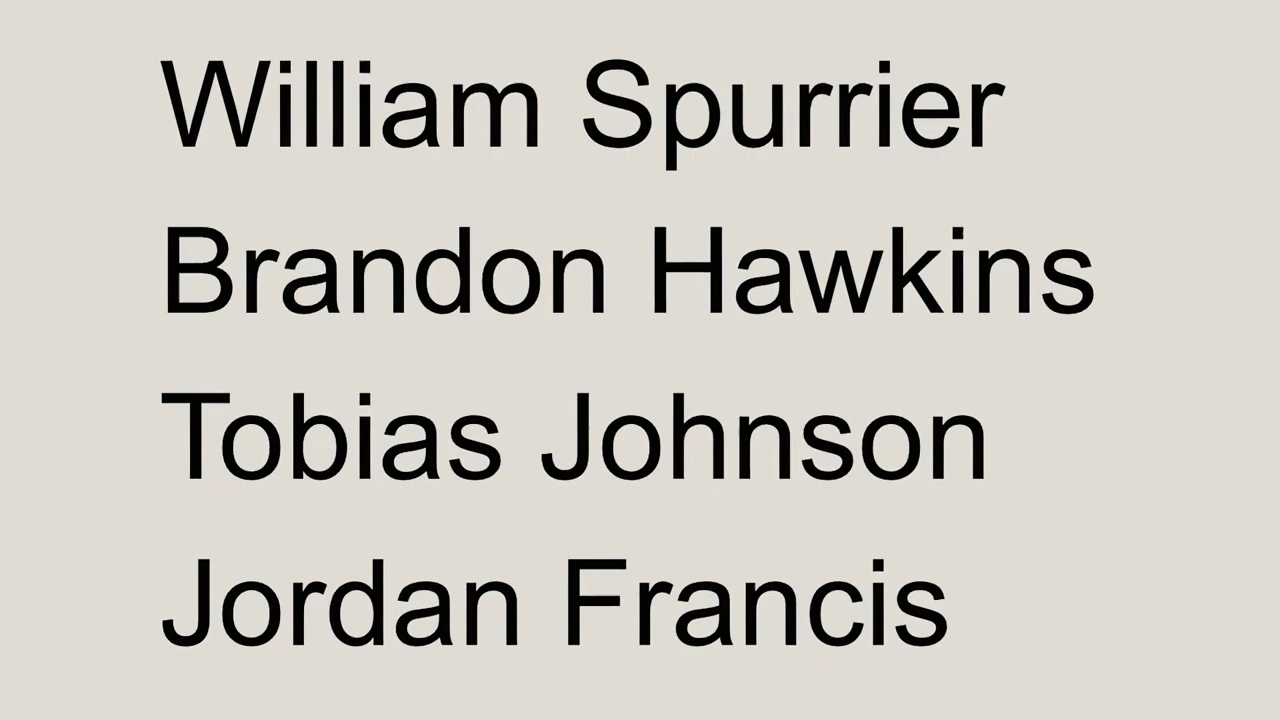 William Spurrier
Brandon Hawkins
Tobias Johnson
Jordan Francis